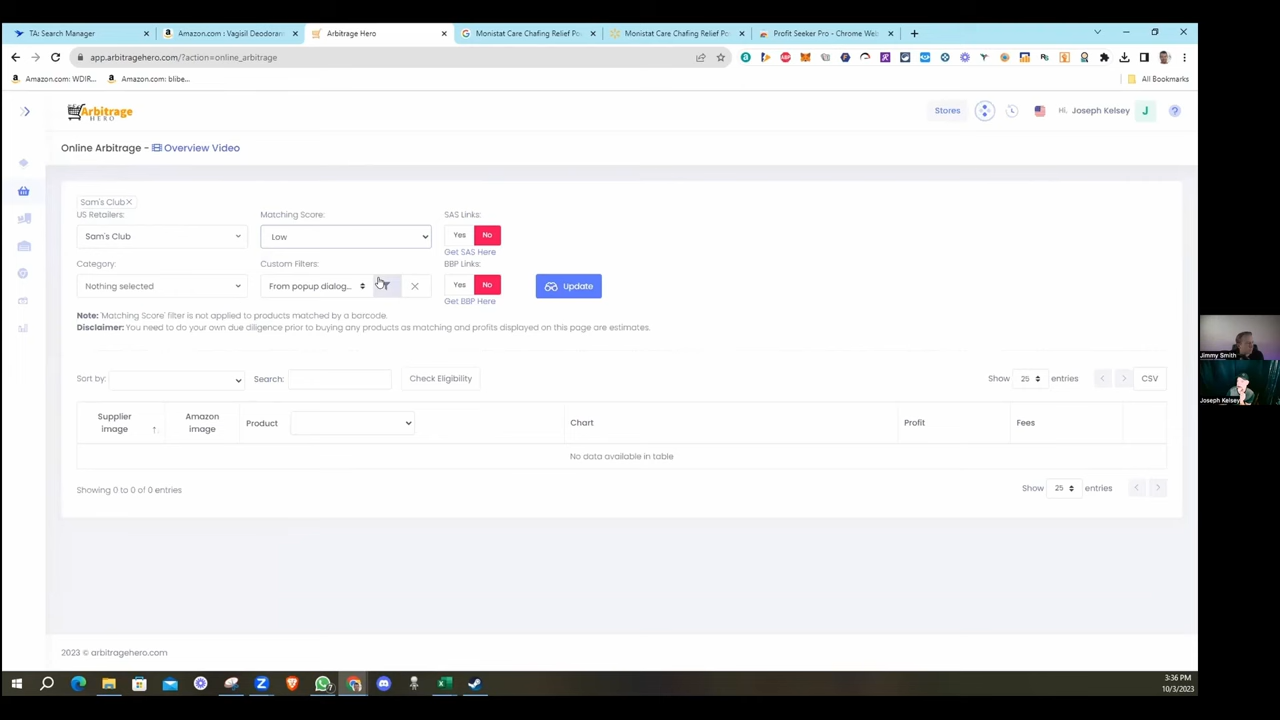 TA: Search Manager
Amazon.com : Vagisil Deodoran
Arbitrage Hero
Monistat Care Chafing Relief Po
Monistat Care Chafing Relief Po
Profit Seeker Pro - Chrome Web
app.arbitragehero.com/?action=online_arbitrage
Amazon.com: WDIR...
Amazon.com: blibe...
All Bookmarks
Arbitrage
HERO
Stores
Hi, Joseph Kelsey
J
Online Arbitrage - Overview Video
Sam's Club
US Retailers:
Matching Score:
SAS Links:
Sam's Club
Low
Yes No
Get SAS Here
Category:
Custom Filters:
BBP Links:
Nothing selected
From popup dialog...
Yes No
Update
Get BBP Here
Note: 'Matching Score' filter is not applied to products matched by a barcode.
Disclaimer: You need to do your own due diligence prior to buying any products as matching and profits displayed on this page are estimates.
Sort by:
Search:
Check Eligibility
Show 25 entries
CSV
Supplier image
Amazon image
Product
Chart
Profit
Fees
No data available in table
Showing 0 to 0 of 0 entries
Show 25 entries
2023 © arbitragehero.com
3:36 PM
10/3/2023
Jimmy Smith
Joseph Kelsey